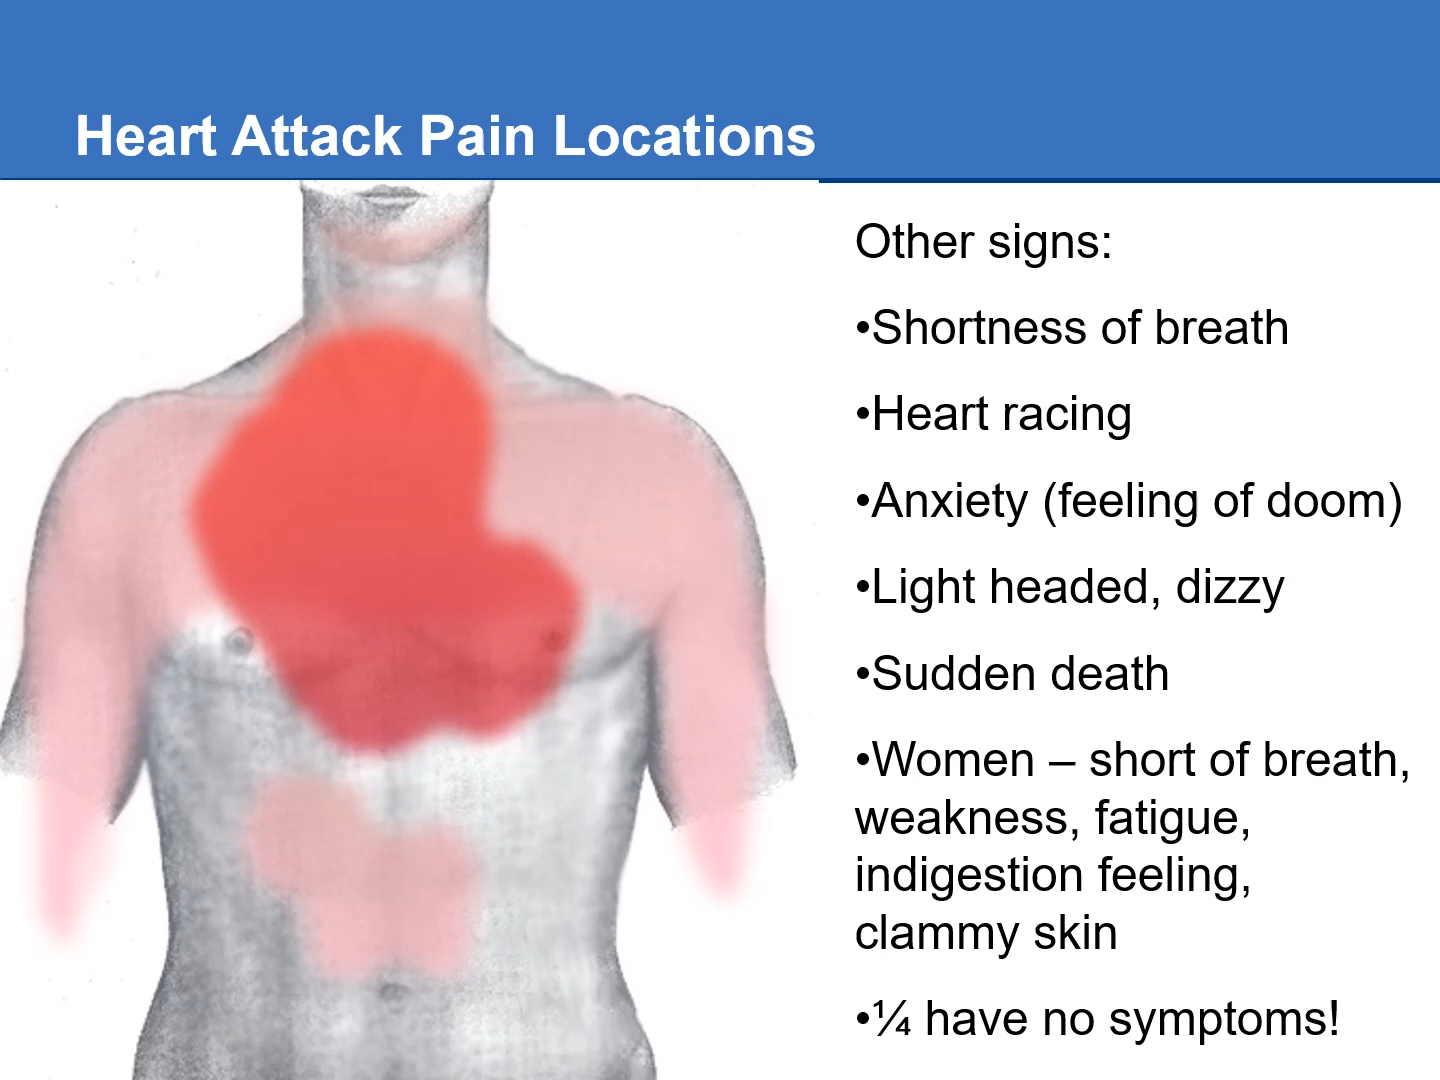 Heart Attack Pain Locations
Other signs:
•Shortness of breath
•Heart racing
•Anxiety (feeling of doom)
•Light headed, dizzy
•Sudden death
•Women – short of breath,
weakness, fatigue,
indigestion feeling,
clammy skin
•¼ have no symptoms!